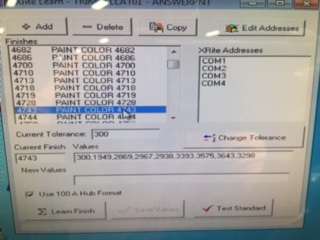 XRite Learn - TRIM
Add
Delete
Copy
Edit Addresses
Finishes
XRite Addresses
4682 PAINT COLOR 4682
4686 PAINT COLOR 4686
4700 PAINT COLOR 4700
4710 PAINT COLOR 4710
4713 PAINT COLOR 4713
4718 PAINT COLOR 4718
4719 PAINT COLOR 4719
4728 PAINT COLOR 4728
4743 PAINT COLOR 4743
4744 PAINT COLOR
COM1
COM2
COM3
COM4
Current Tolerance: 300
Change Tolerance
Current Finish Values
4743 300,1949,2869,2967,2938,3393,3575,3643,3298
New Values
Use 100 A Hub Format
Learn Finish
Save Values
Test Standard